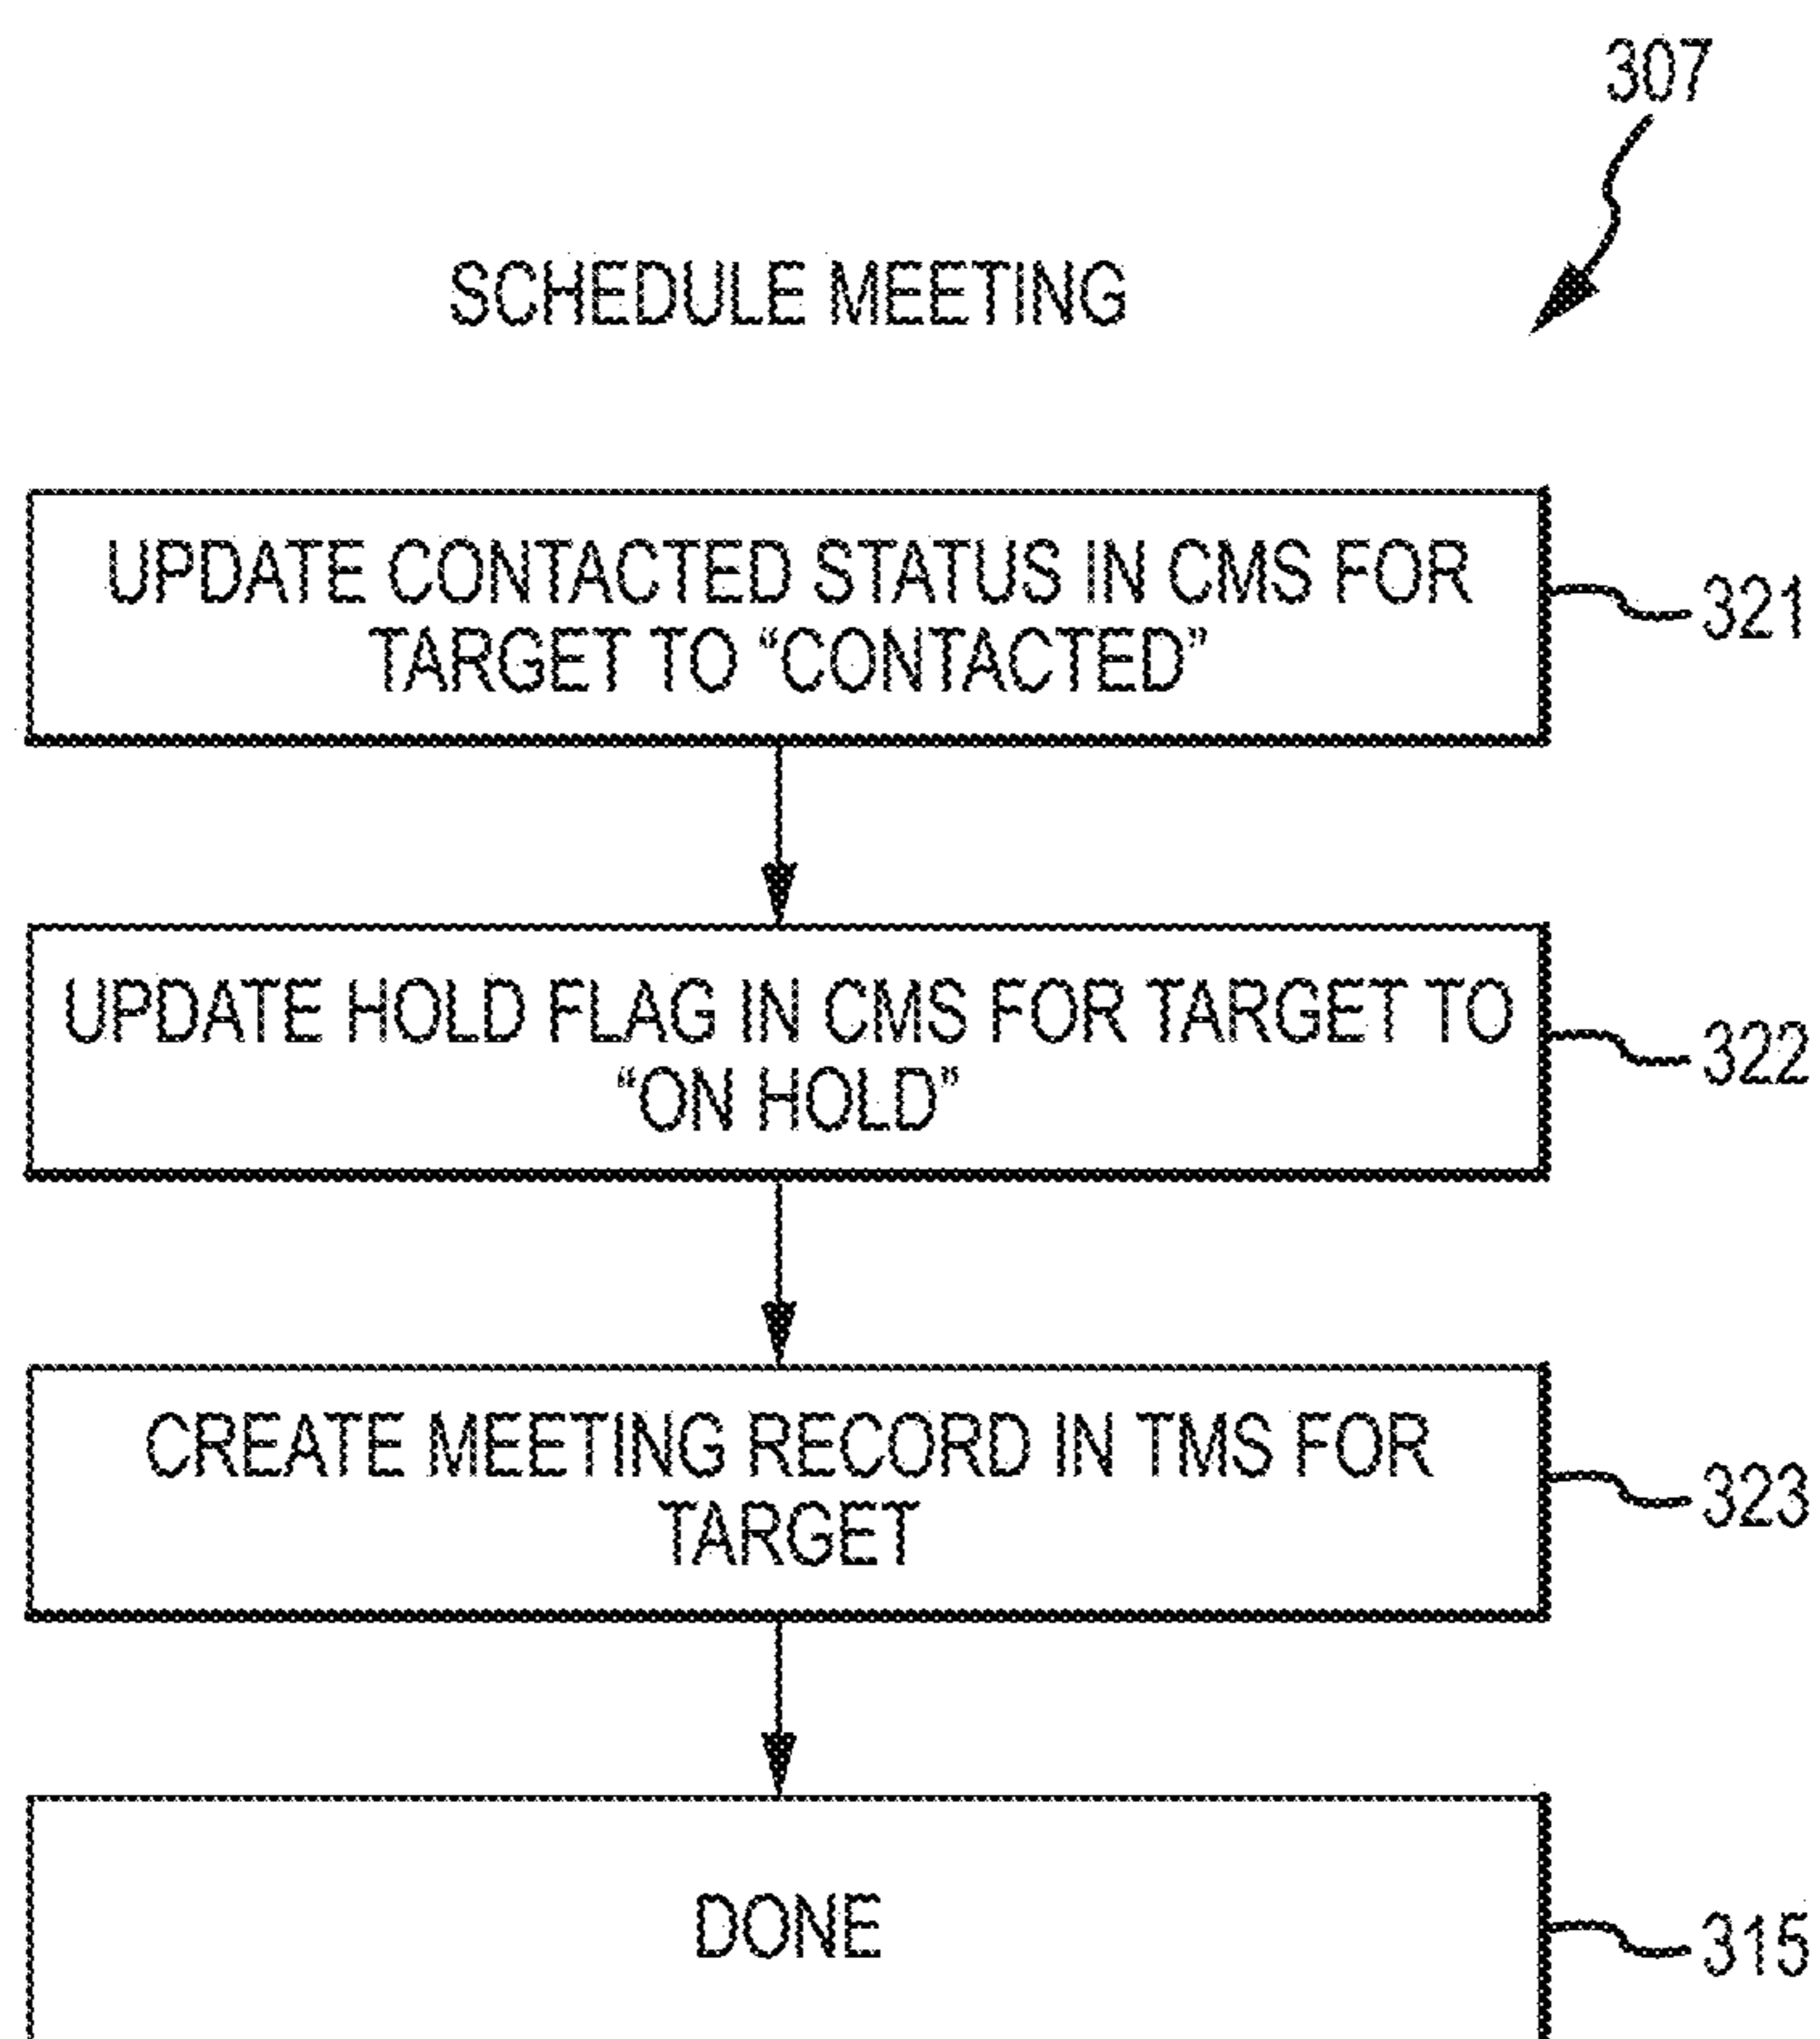 307
SCHEDULE MEETING
UPDATE CONTACTED STATUS IN CMS FOR
TARGET TO “CONTACTED”
321
UPDATE HOLD FLAG IN CMS FOR TARGET TO
“ON HOLD”
322
CREATE MEETING RECORD IN TMS FOR
TARGET
323
DONE
315